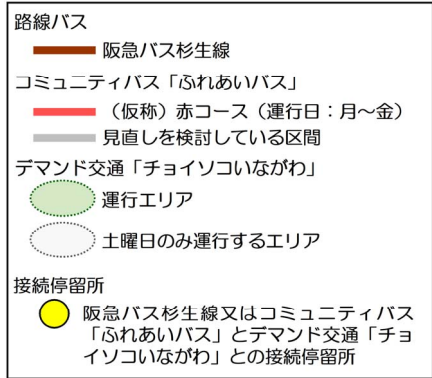 路線バス
阪急バス杉生線
コミュニティバス「ふれあいバス」
（仮称）赤コース（運行日：月～金）
見直しを検討している区間
デマンド交通「チョイソコいながわ」
運行エリア
土曜日のみ運行するエリア
接続停留所
阪急バス杉生線又はコミュニティバス
「ふれあいバス」とデマンド交通「チョ
イソコいながわ」との接続停留所